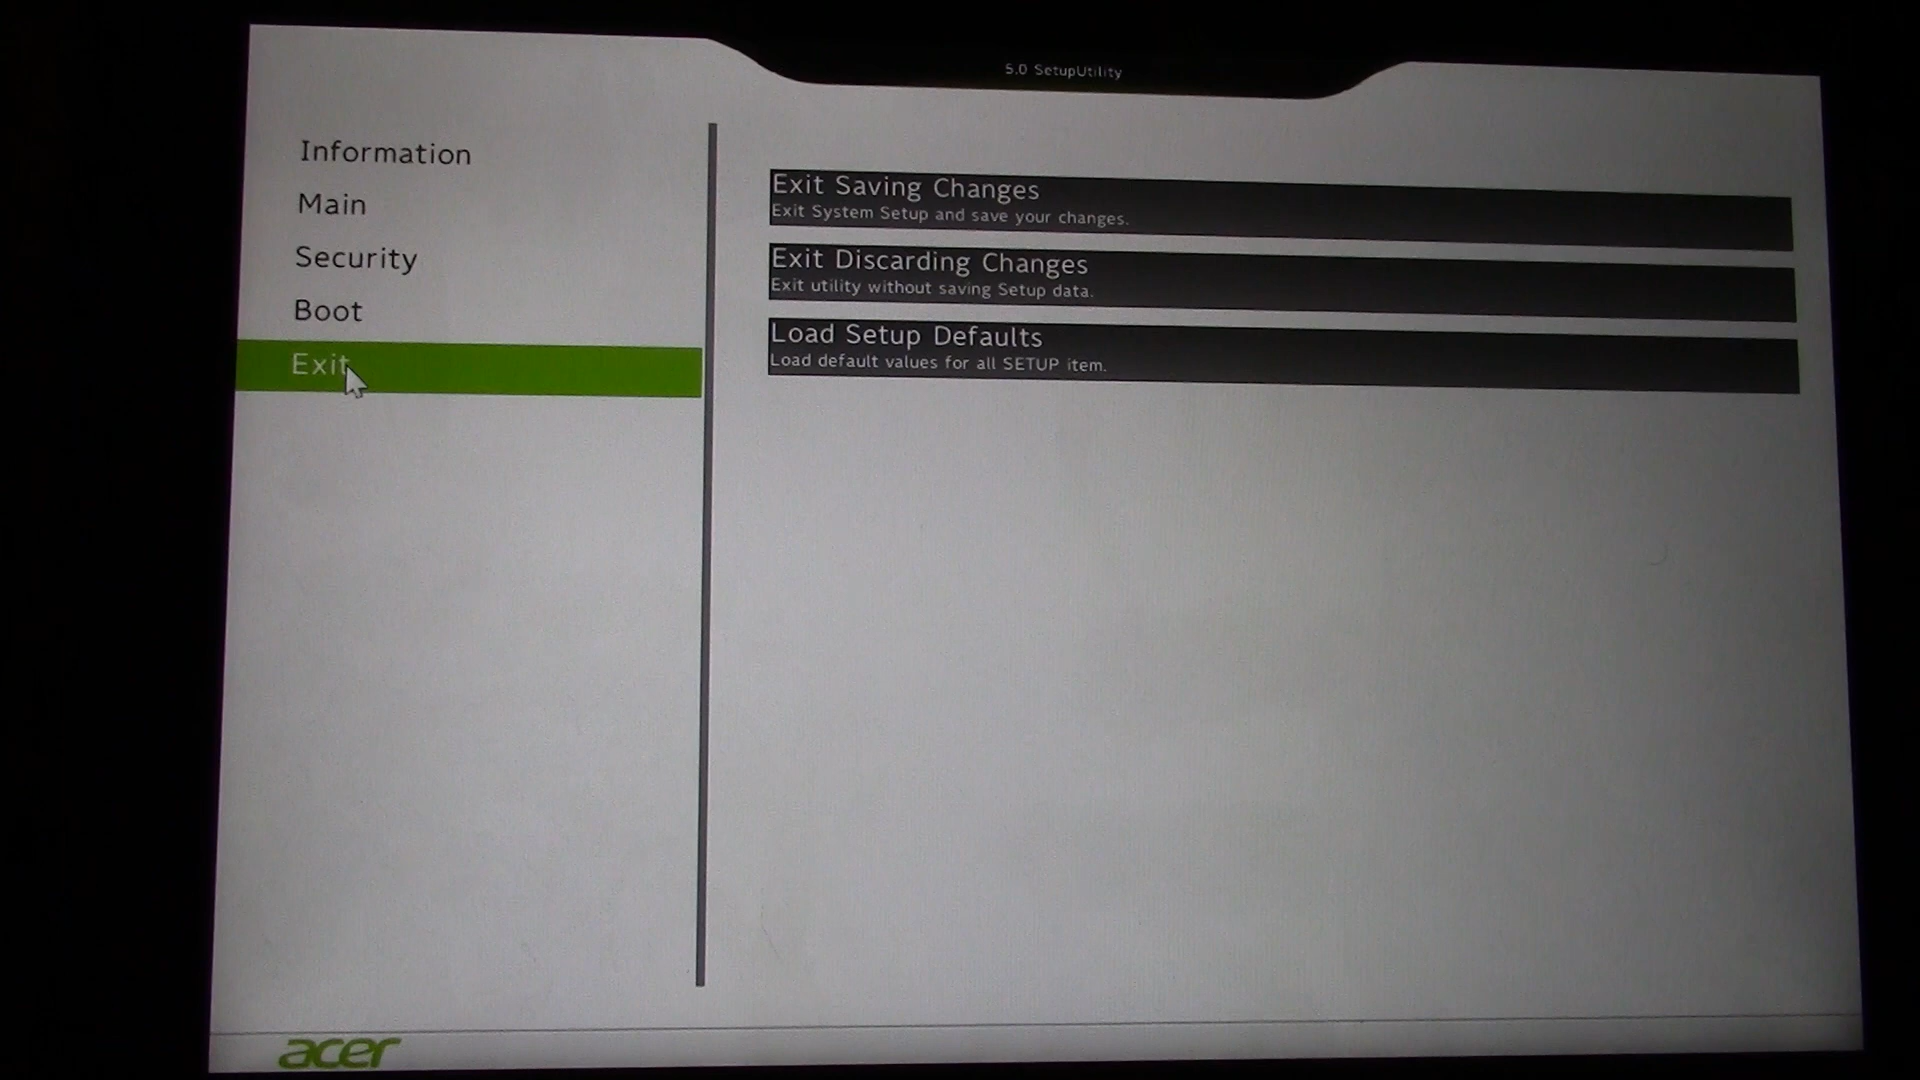 5.0 SetupUtility
Information
Main
Security
Boot
Exit
Exit Saving Changes
Exit System Setup and save your changes.
Exit Discarding Changes
Exit utility without saving Setup data.
Load Setup Defaults
Load default values for all SETUP item.
acer